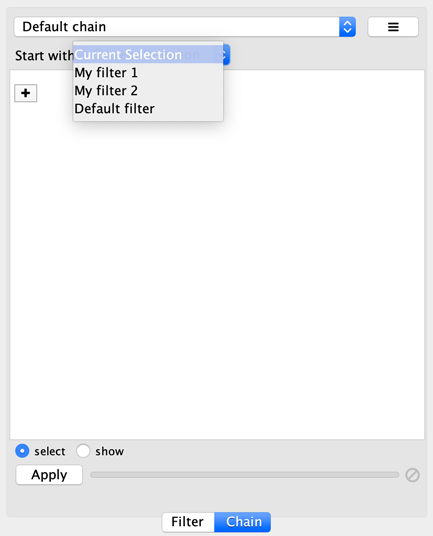 Default chain
Start with
Current Selection
My filter 1
My filter 2
Default filter
select
show
Apply
Filter
Chain